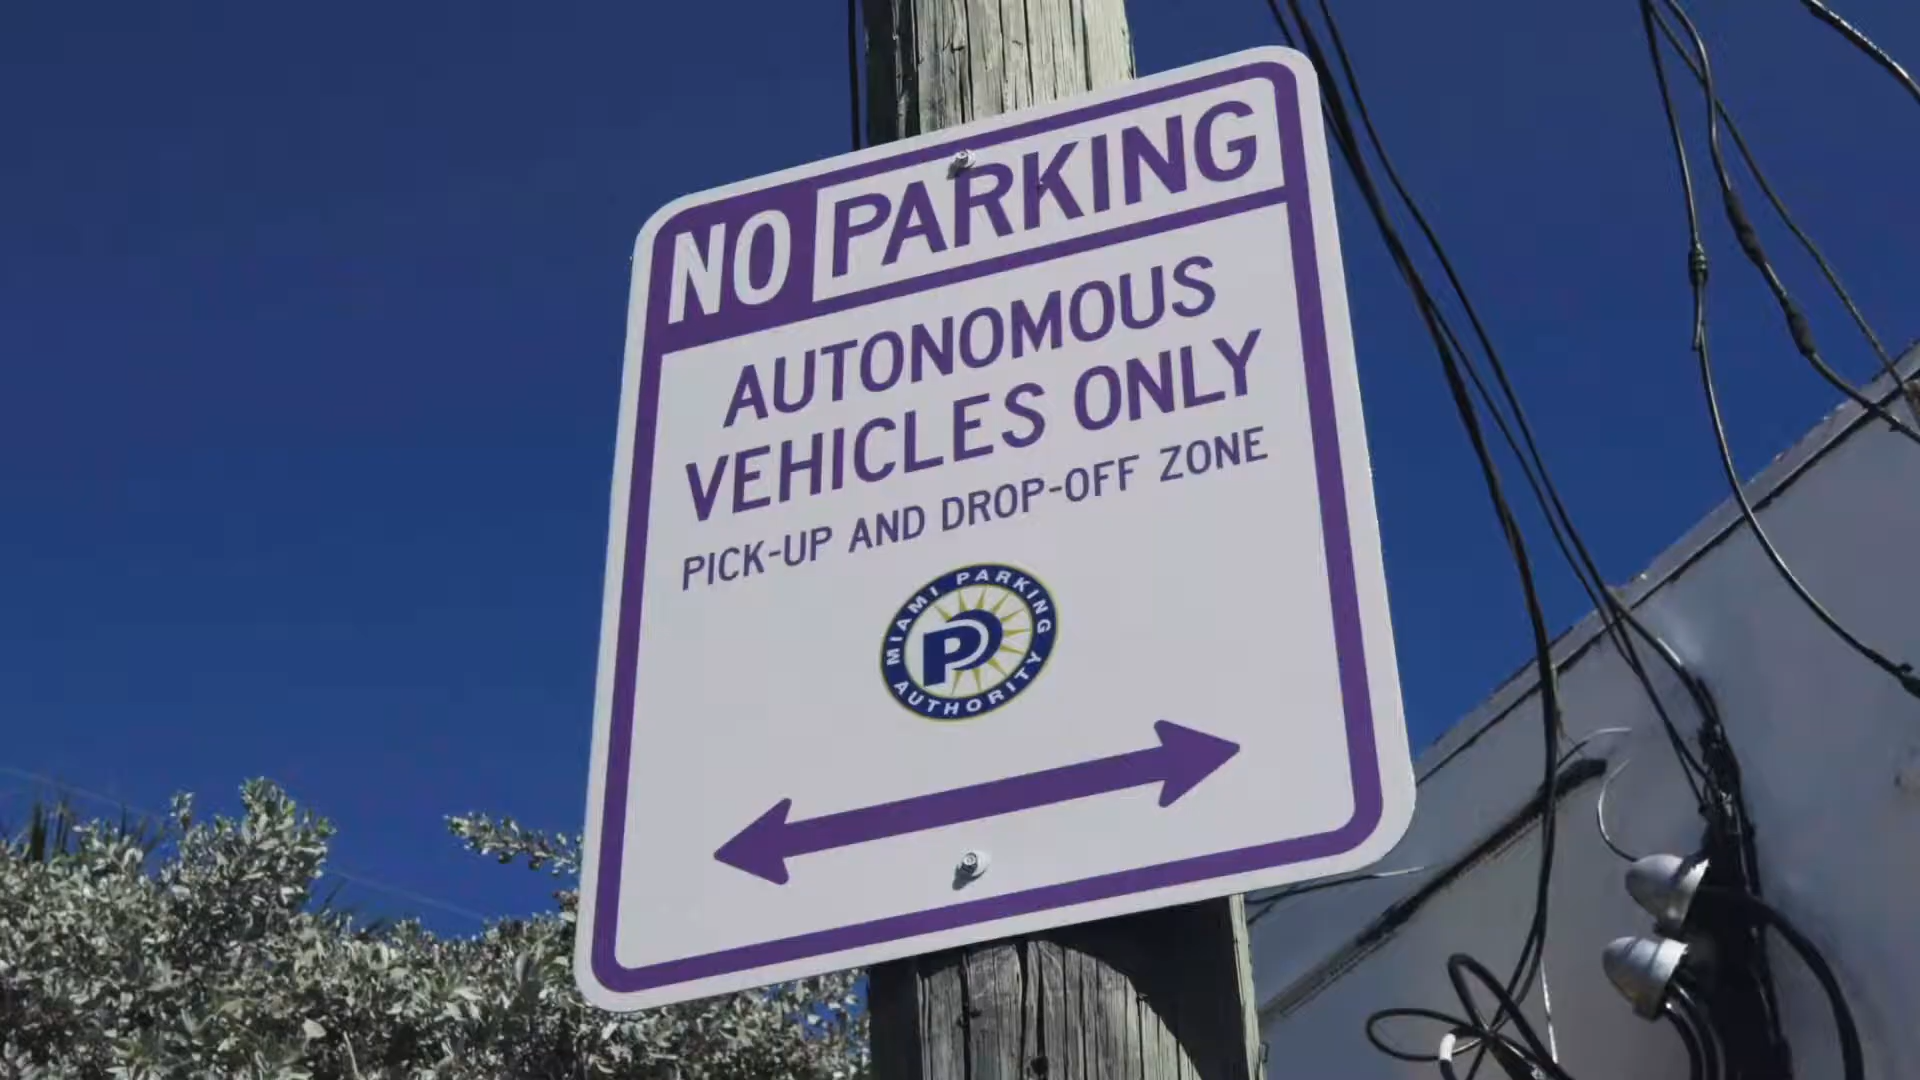 NO PARKING
AUTONOMOUS
VEHICLES ONLY
PICK-UP AND DROP-OFF ZONE
MIAMI PARKING
P
AUTHORITY